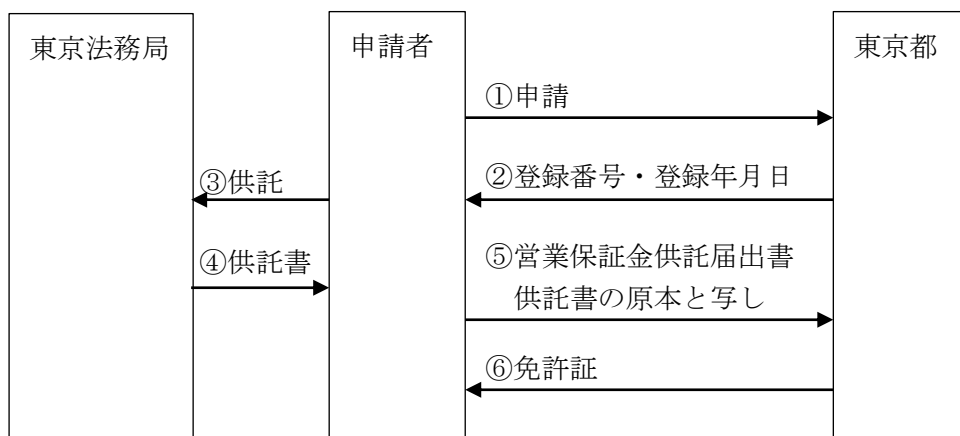 東京法務局
申請者
東京都
①申請
②登録番号・登録年月日
③供託
④供託書
⑤営業保証金供託届出書
供託書の原本と写し
⑥免許証